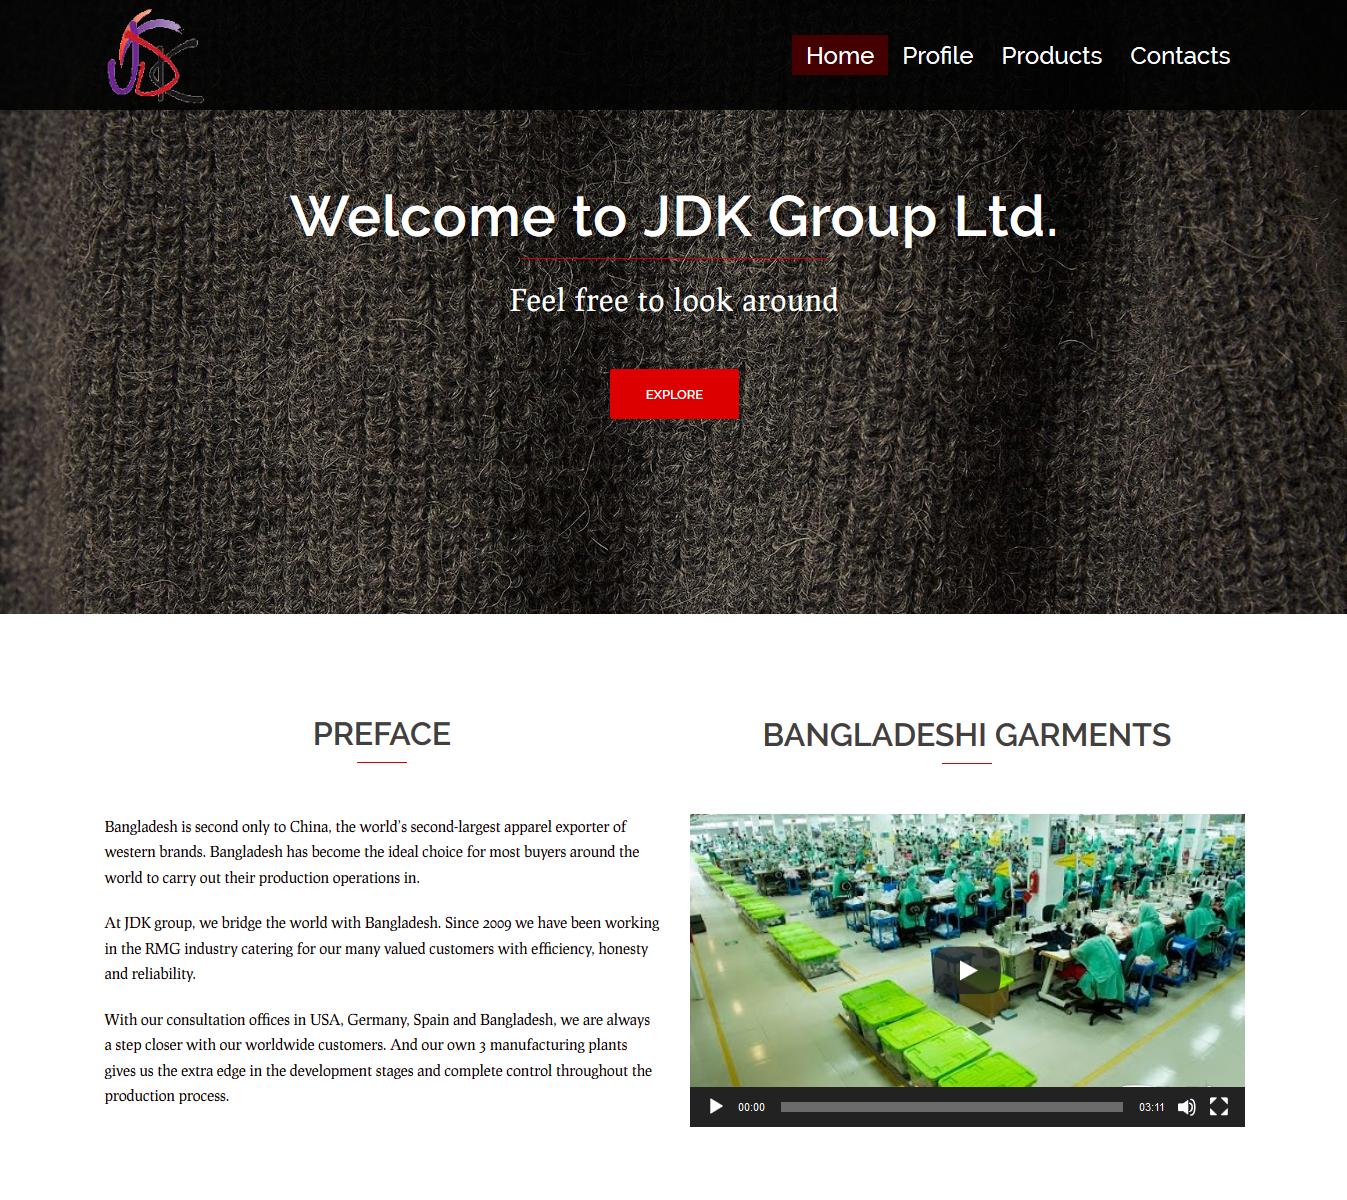 JDK
Home Profile Products Contacts
Welcome to JDK Group Ltd.
Feel free to look around
EXPLORE
PREFACE
Bangladesh is second only to China, the world's second-largest apparel exporter of
western brands. Bangladesh has become the ideal choice for most buyers around the
world to carry out their production operations in.
At JDK group, we bridge the world with Bangladesh. Since 2009 we have been working
in the RMG industry catering for our many valued customers with efficiency, honesty
and reliability.
With our consultation offices in USA, Germany, Spain and Bangladesh, we are always
a step closer with our worldwide customers. And our own 3 manufacturing plants
gives us the extra edge in the development stages and complete control throughout the
production process.
BANGLADESHI GARMENTS
00:00 03:11